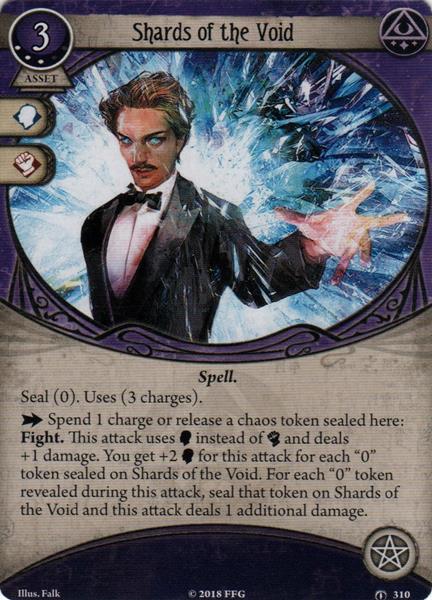 3
Shards of the Void
ASSET
Spell.
Seal (0). Uses (3 charges).
Spend 1 charge or release a chaos token sealed here:
Fight. This attack uses instead of and deals
+1 damage. You get +2 for this attack for each “0”
token sealed on Shards of the Void. For each “0” token
revealed during this attack, seal that token on Shards of
the Void and this attack deals 1 additional damage.
Illus. Falk
© 2018 FFG
310